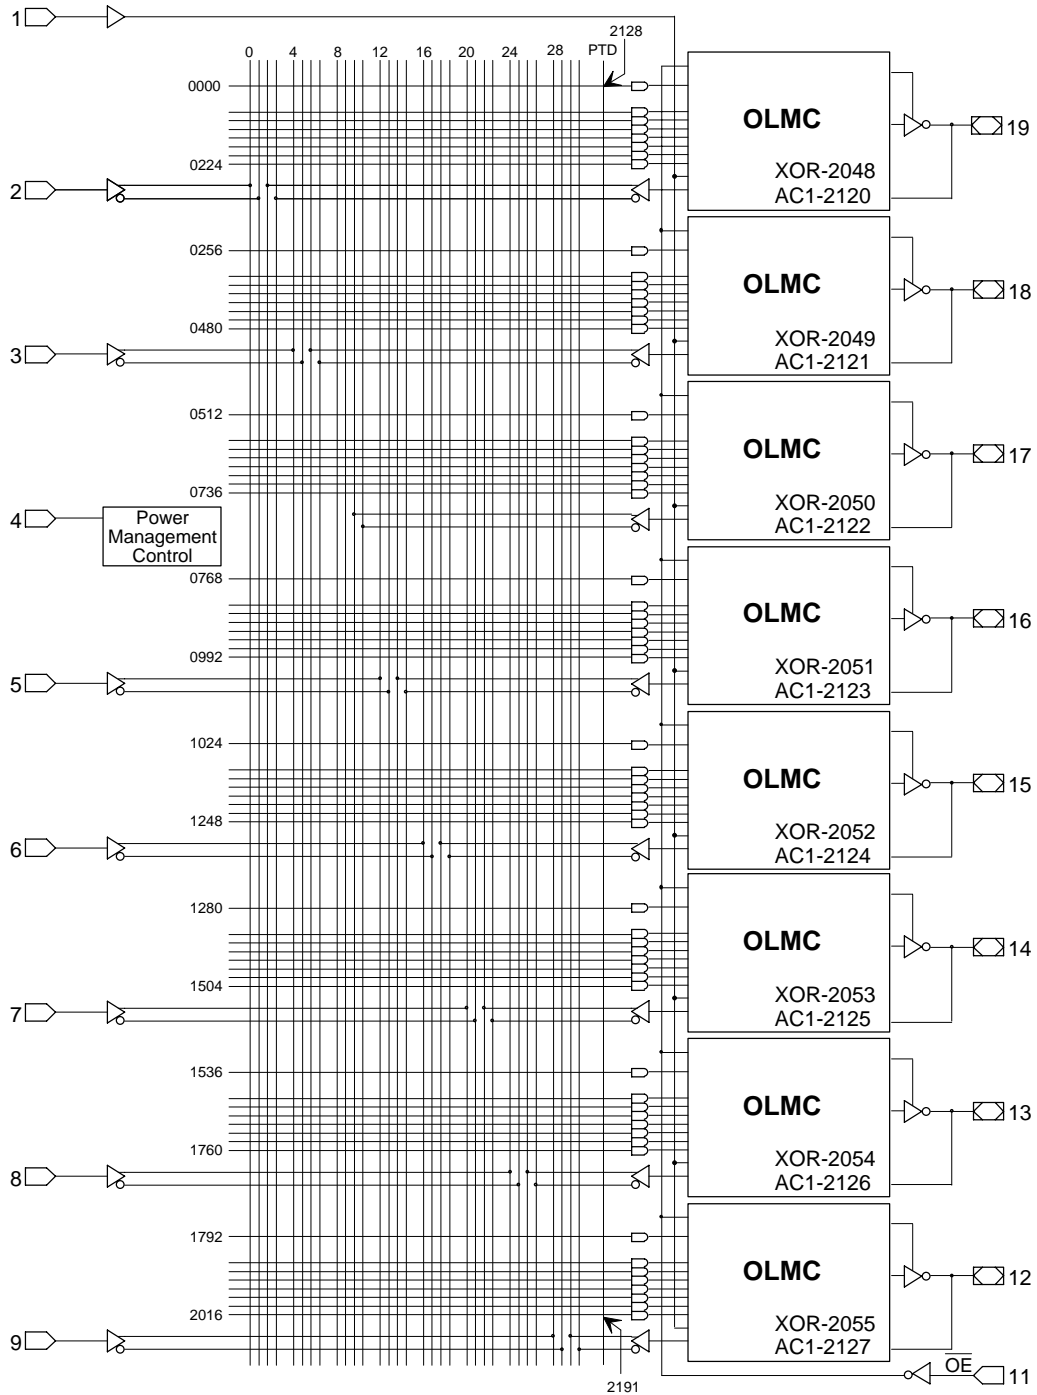 1
2128
0 4 8 12 16 20 24 28 PTD
0000
OLMC
19
0224
XOR-2048
AC1-2120
2
0256
OLMC
18
0480
XOR-2049
AC1-2121
3
0512
OLMC
17
0736
XOR-2050
AC1-2122
4
Power
Management
Control
0768
OLMC
16
0992
XOR-2051
AC1-2123
5
1024
OLMC
15
1248
XOR-2052
AC1-2124
6
1280
OLMC
14
1504
XOR-2053
AC1-2125
7
1536
OLMC
13
1760
XOR-2054
AC1-2126
8
1792
OLMC
12
2016
XOR-2055
AC1-2127
9
OE
11
2191